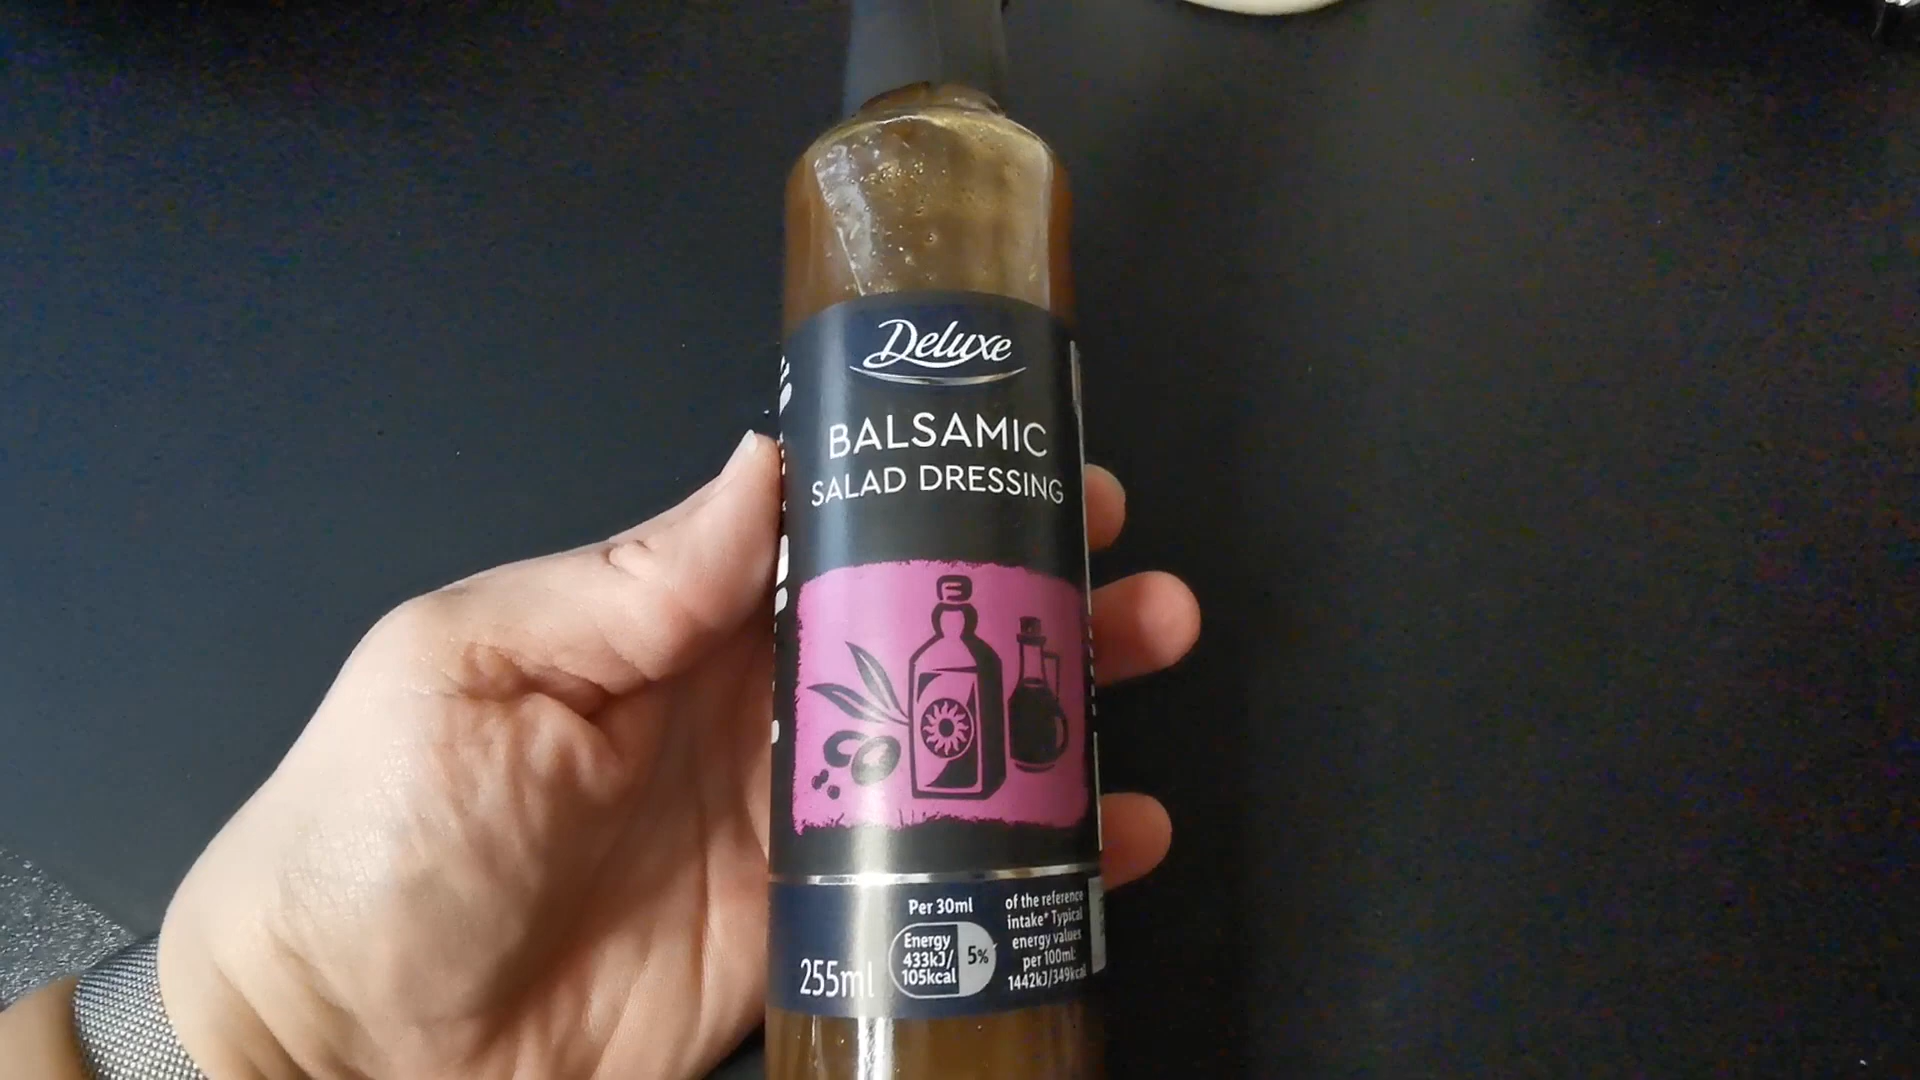 Deluxe
BALSAMIC
SALAD DRESSING
255ml
Per 30ml
Energy
433kJ/
105kcal
5%
of the reference
intake* Typical
energy values
per 100ml:
1442kJ/349kcal